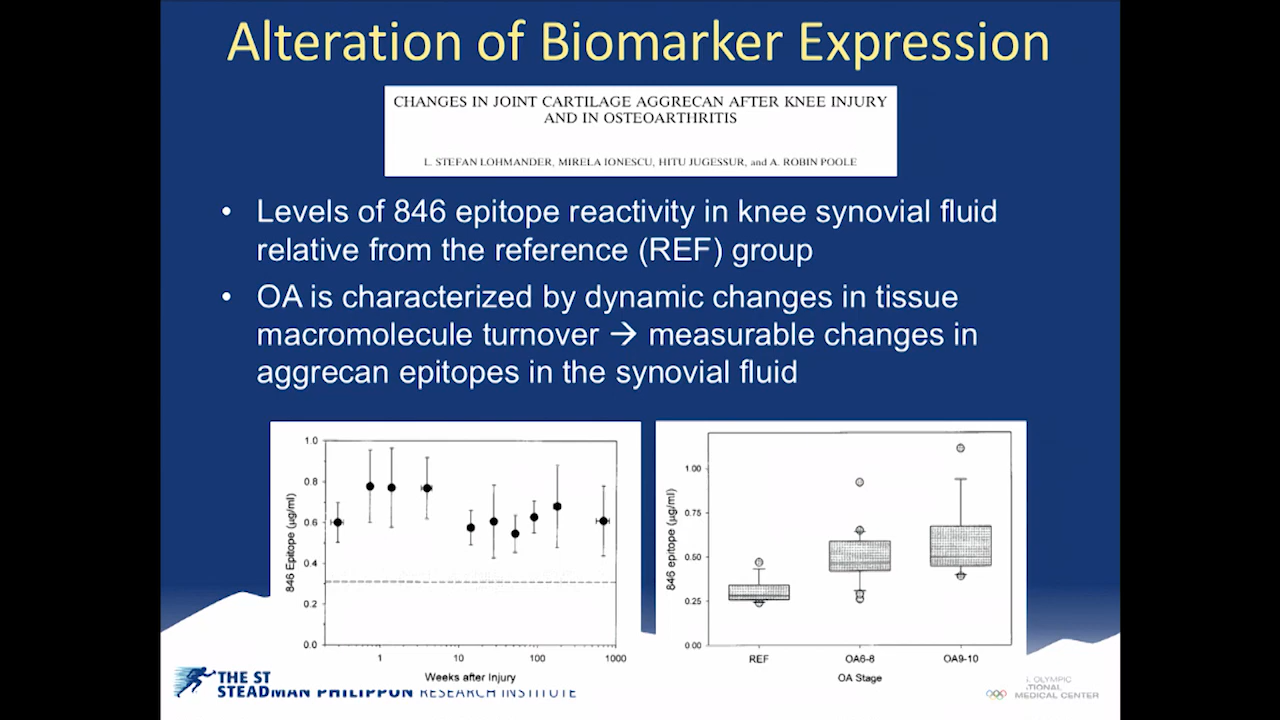 Alteration of Biomarker Expression
CHANGES IN JOINT CARTILAGE AGGRECAN AFTER KNEE INJURY
AND IN OSTEOARTHRITIS
L. STEFAN LOHMANDER, MIRELA IONESCU, HITU JUGESSUR, and A. ROBIN POOLE
• Levels of 846 epitope reactivity in knee synovial fluid
relative from the reference (REF) group
• OA is characterized by dynamic changes in tissue
macromolecule turnover → measurable changes in
aggrecan epitopes in the synovial fluid
846 Epitope (µg/ml)
1.0
0.8
0.6
0.4
0.2
0.0
1 10 100 1000
Weeks after Injury
846 epitope (µg/ml)
1.00
0.75
0.50
0.25
0.00
REF OA6-8 OA9-10
OA Stage
THE ST
STEADMAN PHILIPPON RESEARCH INSTITUTE
OLYMPIC
MEDICAL CENTER